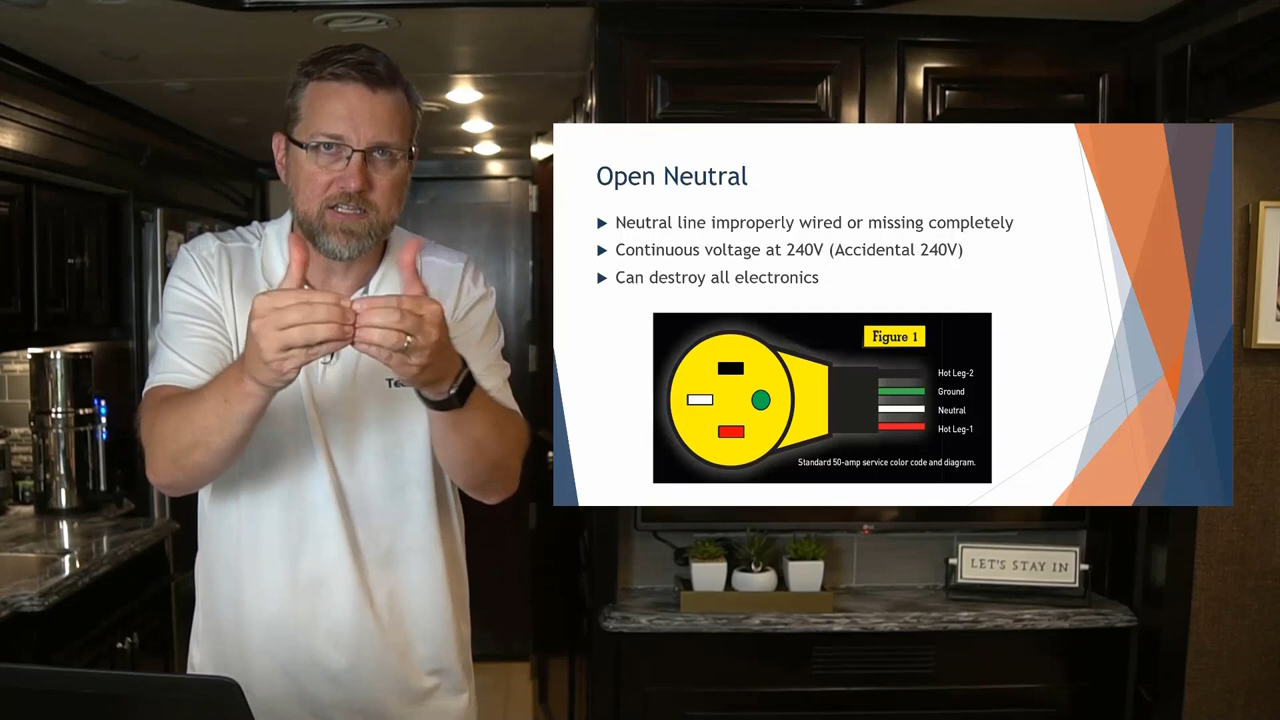 Open Neutral
Neutral line improperly wired or missing completely
Continuous voltage at 240V (Accidental 240V)
Can destroy all electronics
Figure 1
Hot Leg-2
Ground
Neutral
Hot Leg-1
Standard 50-amp service color code and diagram.
LG
LET'S STAY IN